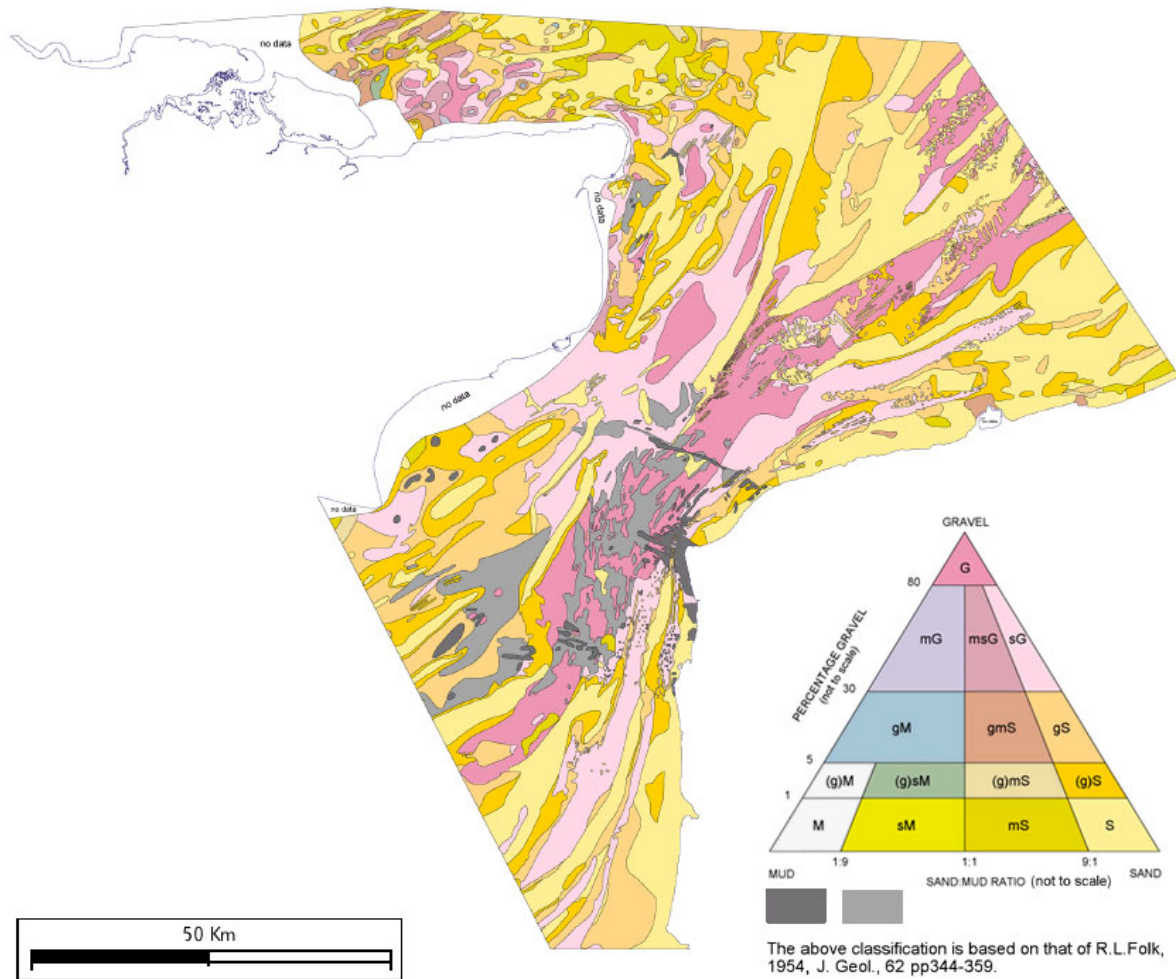 no data
no data
no data
no data
GRAVEL
G
80
PERCENTAGE GRAVEL
(not to scale)
mG
msG
sG
30
gM
gmS
gS
5
(g)M
(g)sM
(g)mS
(g)S
1
M
sM
mS
S
1:9
1:1
9:1
MUD
SAND:MUD RATIO (not to scale)
SAND
50 Km
The above classification is based on that of R.L.Folk,
1954, J. Geol., 62 pp344-359.